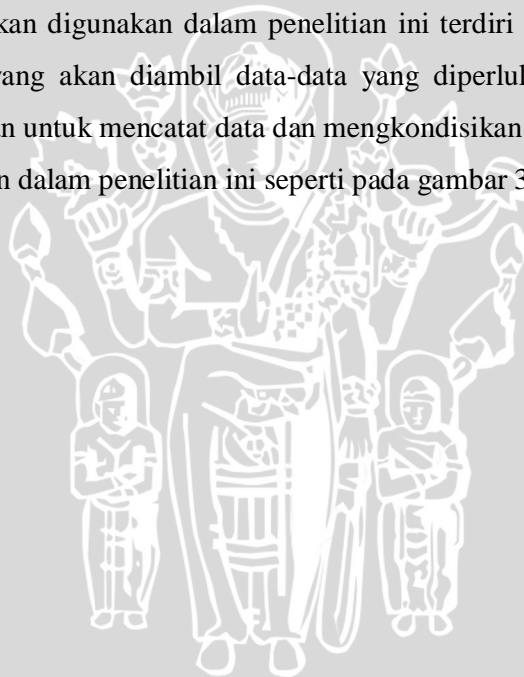 kan digunakan dalam penelitian ini terdiri
yang akan diambil data-data yang
an untuk mencatat data dan mengkondisikan
n dalam penelitian ini seperti pada gambar 3